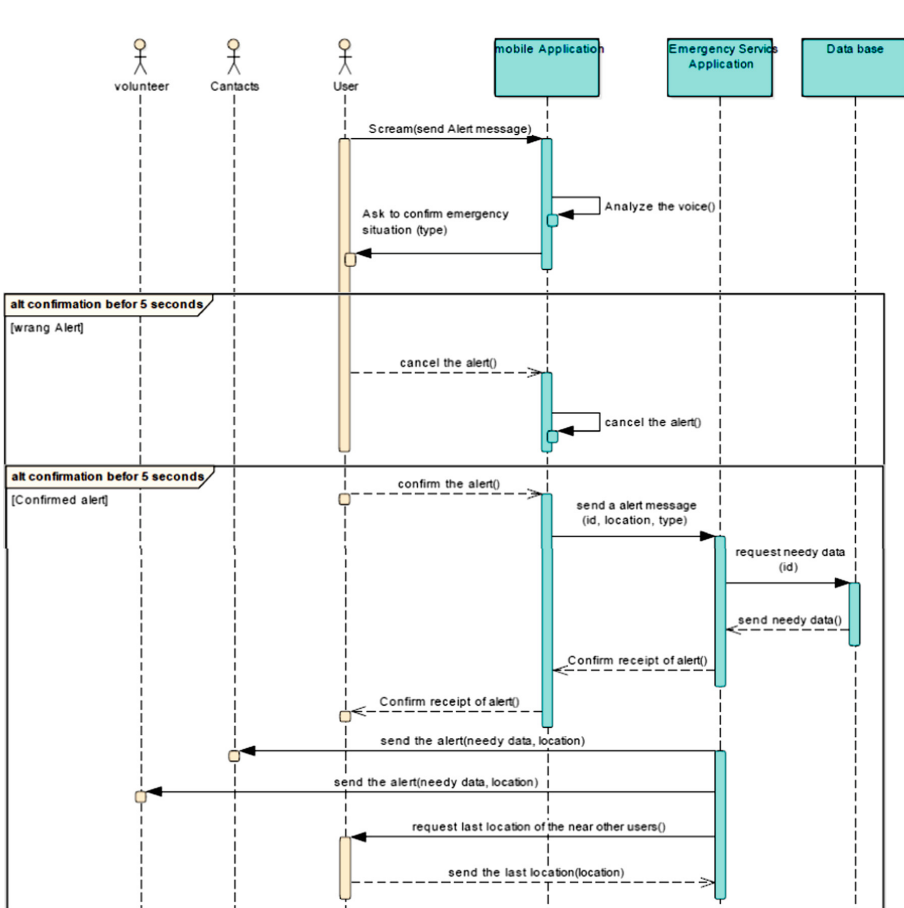 volunteer
Cantacts
User
mobile Application
Emergency Servics
Application
Data base
Scream(send Alert message)
Analyze the voice()
Ask to confirm emergency
situation (type)
alt confirmation befor 5 seconds
[wrang Alert]
cancel the alert()
cancel the alert()
alt confirmation befor 5 seconds
[Confirmed alert]
confirm the alert()
send a alert message
(id, location, type)
request needy data
(id)
send needy data()
Confirm receipt of alert()
Confirm receipt of alert()
send the alert(needy data, location)
send the alert(needy data, location)
request last location of the near other users()
send the last location(location)